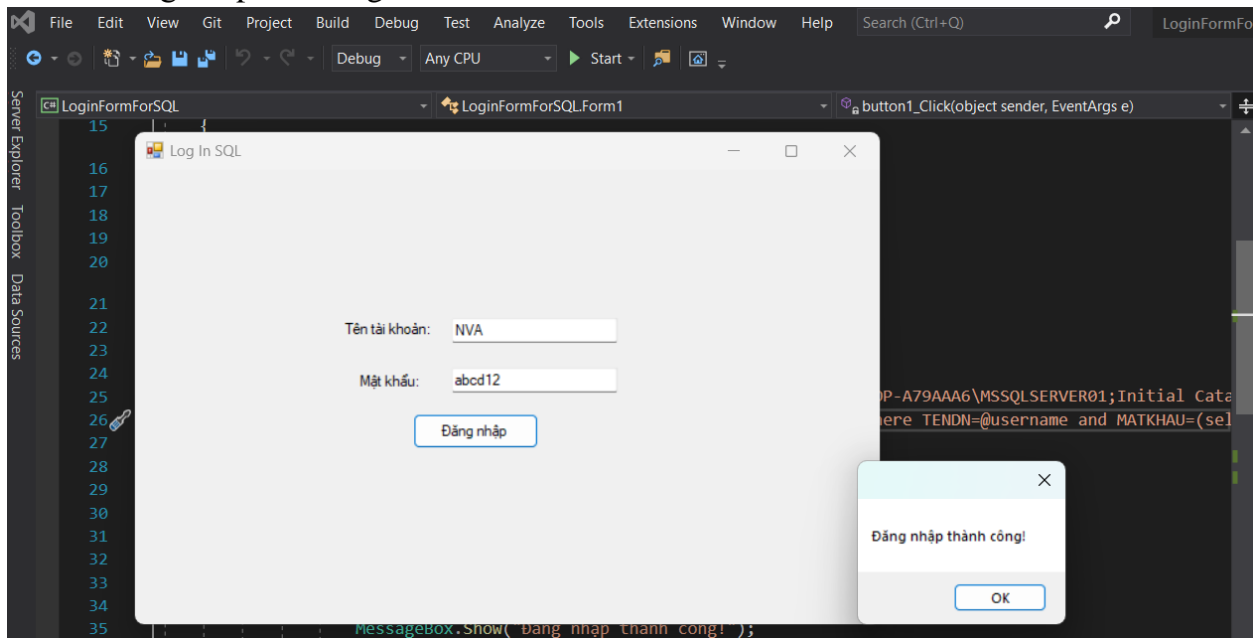 File Edit View Git Project Build Debug Test Analyze Tools Extensions Window Help Search (Ctrl+Q) LoginFormFo
Debug Any CPU Start
Server Explorer Toolbox Data Sources
LoginFormForSQL LoginFormForSQL.Form1 button1_Click(object sender, EventArgs e)
15 {
Log In SQL
16
17
18
19
20
21
22
Tên tài khoản: NVA
23
24
Mật khẩu: abcd12
25 OP-A79AAA6\MSSQLSERVER01;Initial Cata
26 here TENDN=@username and MATKHAU=(sel
Đăng nhập
27
28
29
30
31
Đăng nhập thành công!
32
33
34
OK
35 MessageBox.Show("Đăng nhập thành công!");